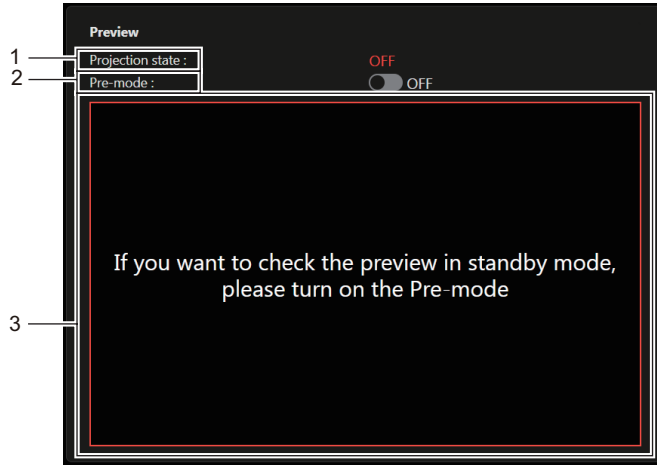 Preview
1 Projection state : OFF
2 Pre-mode : OFF
If you want to check the preview in standby mode,
please turn on the Pre-mode
3